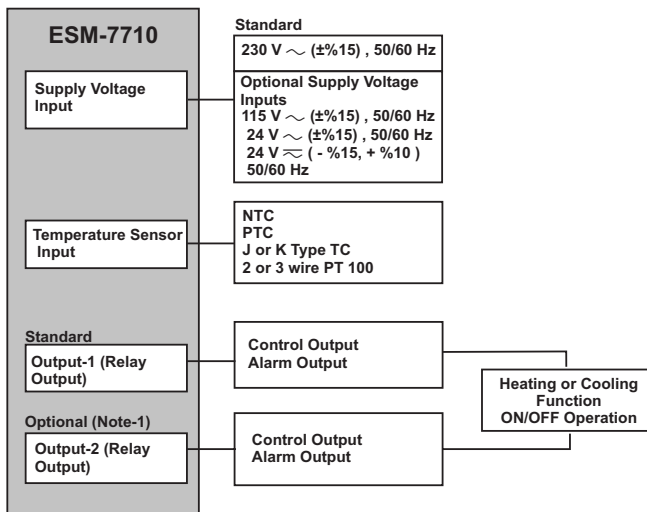 ESM-7710
Supply Voltage
Input
Standard
230 V ～ (±%15) , 50/60 Hz
Optional Supply Voltage
Inputs
115 V ～ (±%15) , 50/60 Hz
24 V ～ (±%15) , 50/60 Hz
24 V ⏦ ( - %15, + %10 )
50/60 Hz
Temperature Sensor
Input
NTC
PTC
J or K Type TC
2 or 3 wire PT 100
Standard
Output-1 (Relay
Output)
Control Output
Alarm Output
Optional (Note-1)
Output-2 (Relay
Output)
Control Output
Alarm Output
Heating or Cooling
Function
ON/OFF Operation